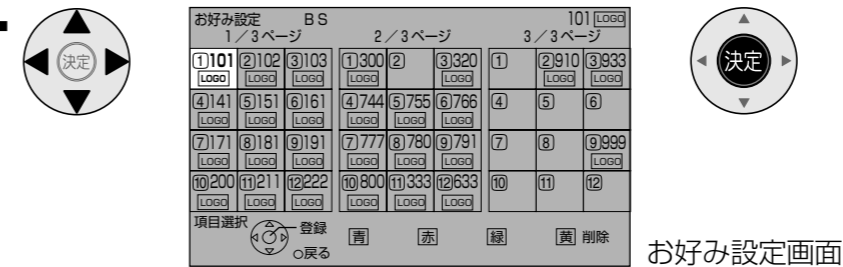 お好み設定 BS 101 LOGO
1/3ページ 2/3ページ 3/3ページ
①101 ②102 ③103 ①300 ② ③320 ① ②910 ③933
LOGO LOGO LOGO LOGO LOGO LOGO LOGO
④141 ⑤151 ⑥161 ④744 ⑤755 ⑥766 ④ ⑤ ⑥
LOGO LOGO LOGO LOGO LOGO LOGO
⑦171 ⑧181 ⑨191 ⑦777 ⑧780 ⑨791 ⑦ ⑧ ⑨999
LOGO LOGO LOGO LOGO LOGO LOGO LOGO
⑩200 ⑪211 ⑫222 ⑩800 ⑪333 ⑫633 ⑩ ⑪ ⑫
LOGO LOGO LOGO LOGO LOGO LOGO
項目選択 登録 青 赤 緑 黄 削除
戻る
決定
決定
お好み設定画面